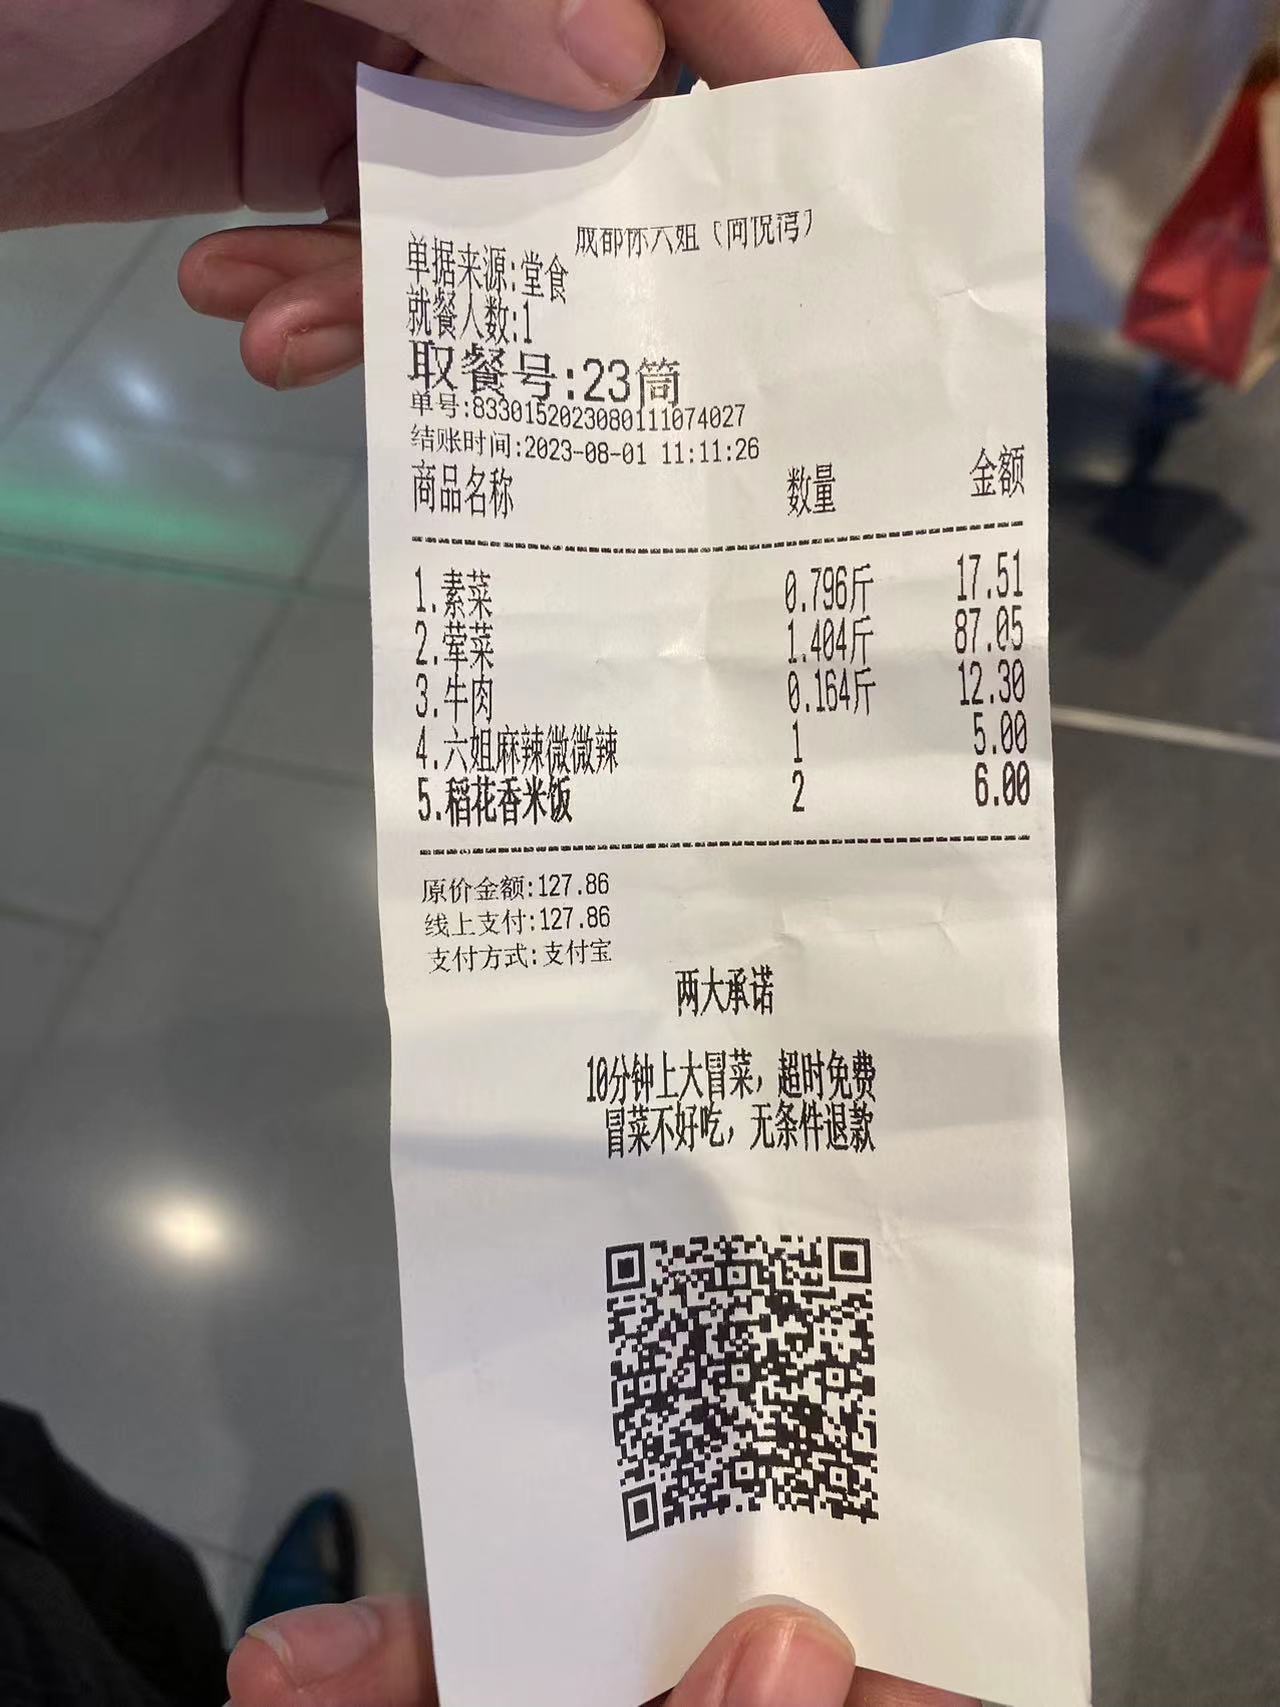 成都你六姐（阿悦湾）
单据来源:堂食
就餐人数:1
取餐号:23筒
单号:83301520230801110740​27
结账时间:2023-08-01 11:11:26
商品名称 数量 金额
1.素菜 0.796斤 17.51
2.荤菜 1.404斤 87.05
3.牛肉 0.164斤 12.30
4.六姐麻辣微微辣 1 5.00
5.稻花香米饭 2 6.00
原价金额:127.86
线上支付:127.86
支付方式:支付宝
两大承诺
10分钟上大冒菜，超时免费
冒菜不好吃，无条件退款